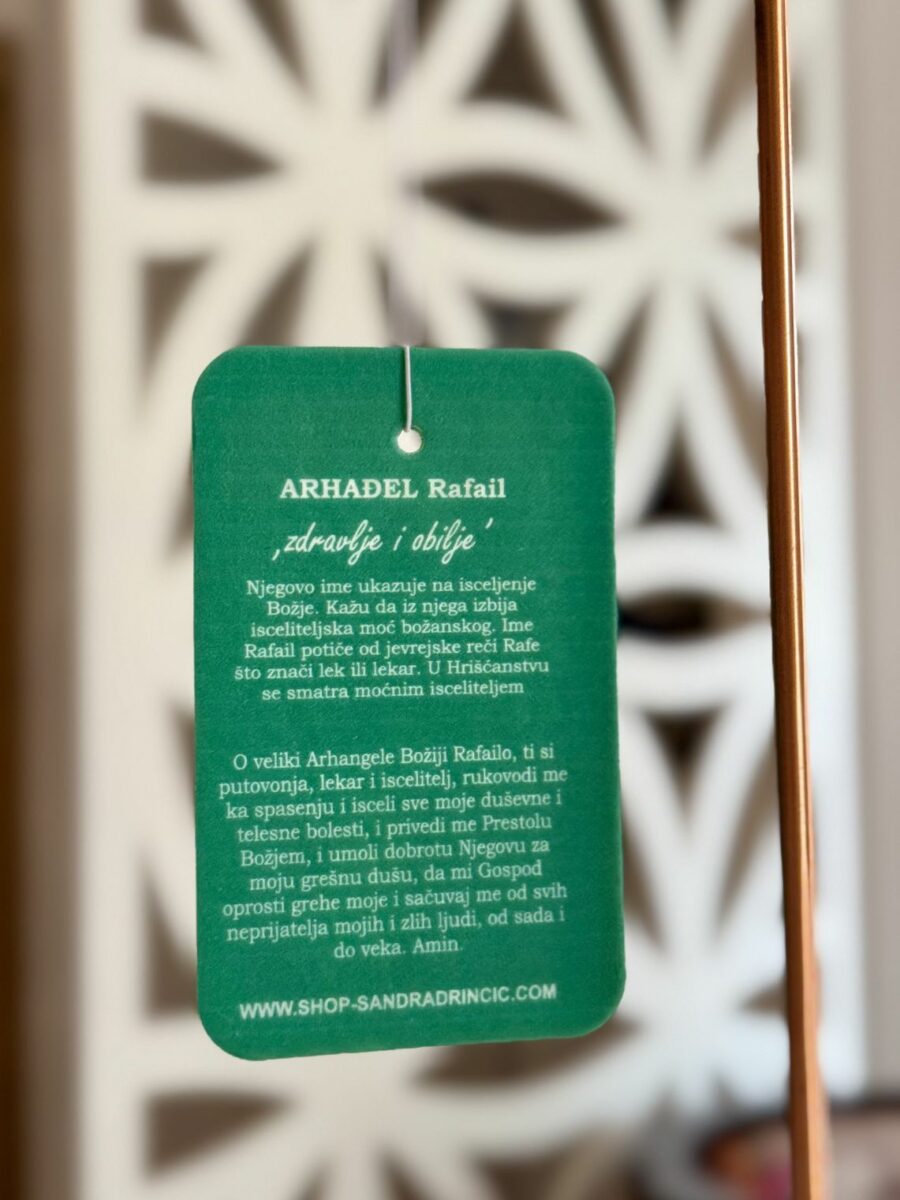 ARHAĐEL Rafail
‚zdravlje i obilje'
Njegovo ime ukazuje na isceljenje
Božje. Kažu da iz njega izbija
isceliteljska moć božanskog. Ime
Rafail potiče od jevrejske reči Rafe
što znači lek ili lekar. U Hrišćanstvu
se smatra moćnim isceliteljem
O veliki Arhangele Božiji Rafailo, ti si
putovonja, lekar i iscelitelj, rukovodi me
ka spasenju i isceli sve moje duševne i
telesne bolesti, i privedi me Prestolu
Božjem, i umoli dobrotu Njegovu za
moju grešnu dušu, da mi Gospod
oprosti grehe moje i sačuvaj me od svih
neprijatelja mojih i zlih ljudi, od sada i
do veka. Amin.
WWW.SHOP-SANDRADRINCIC.COM